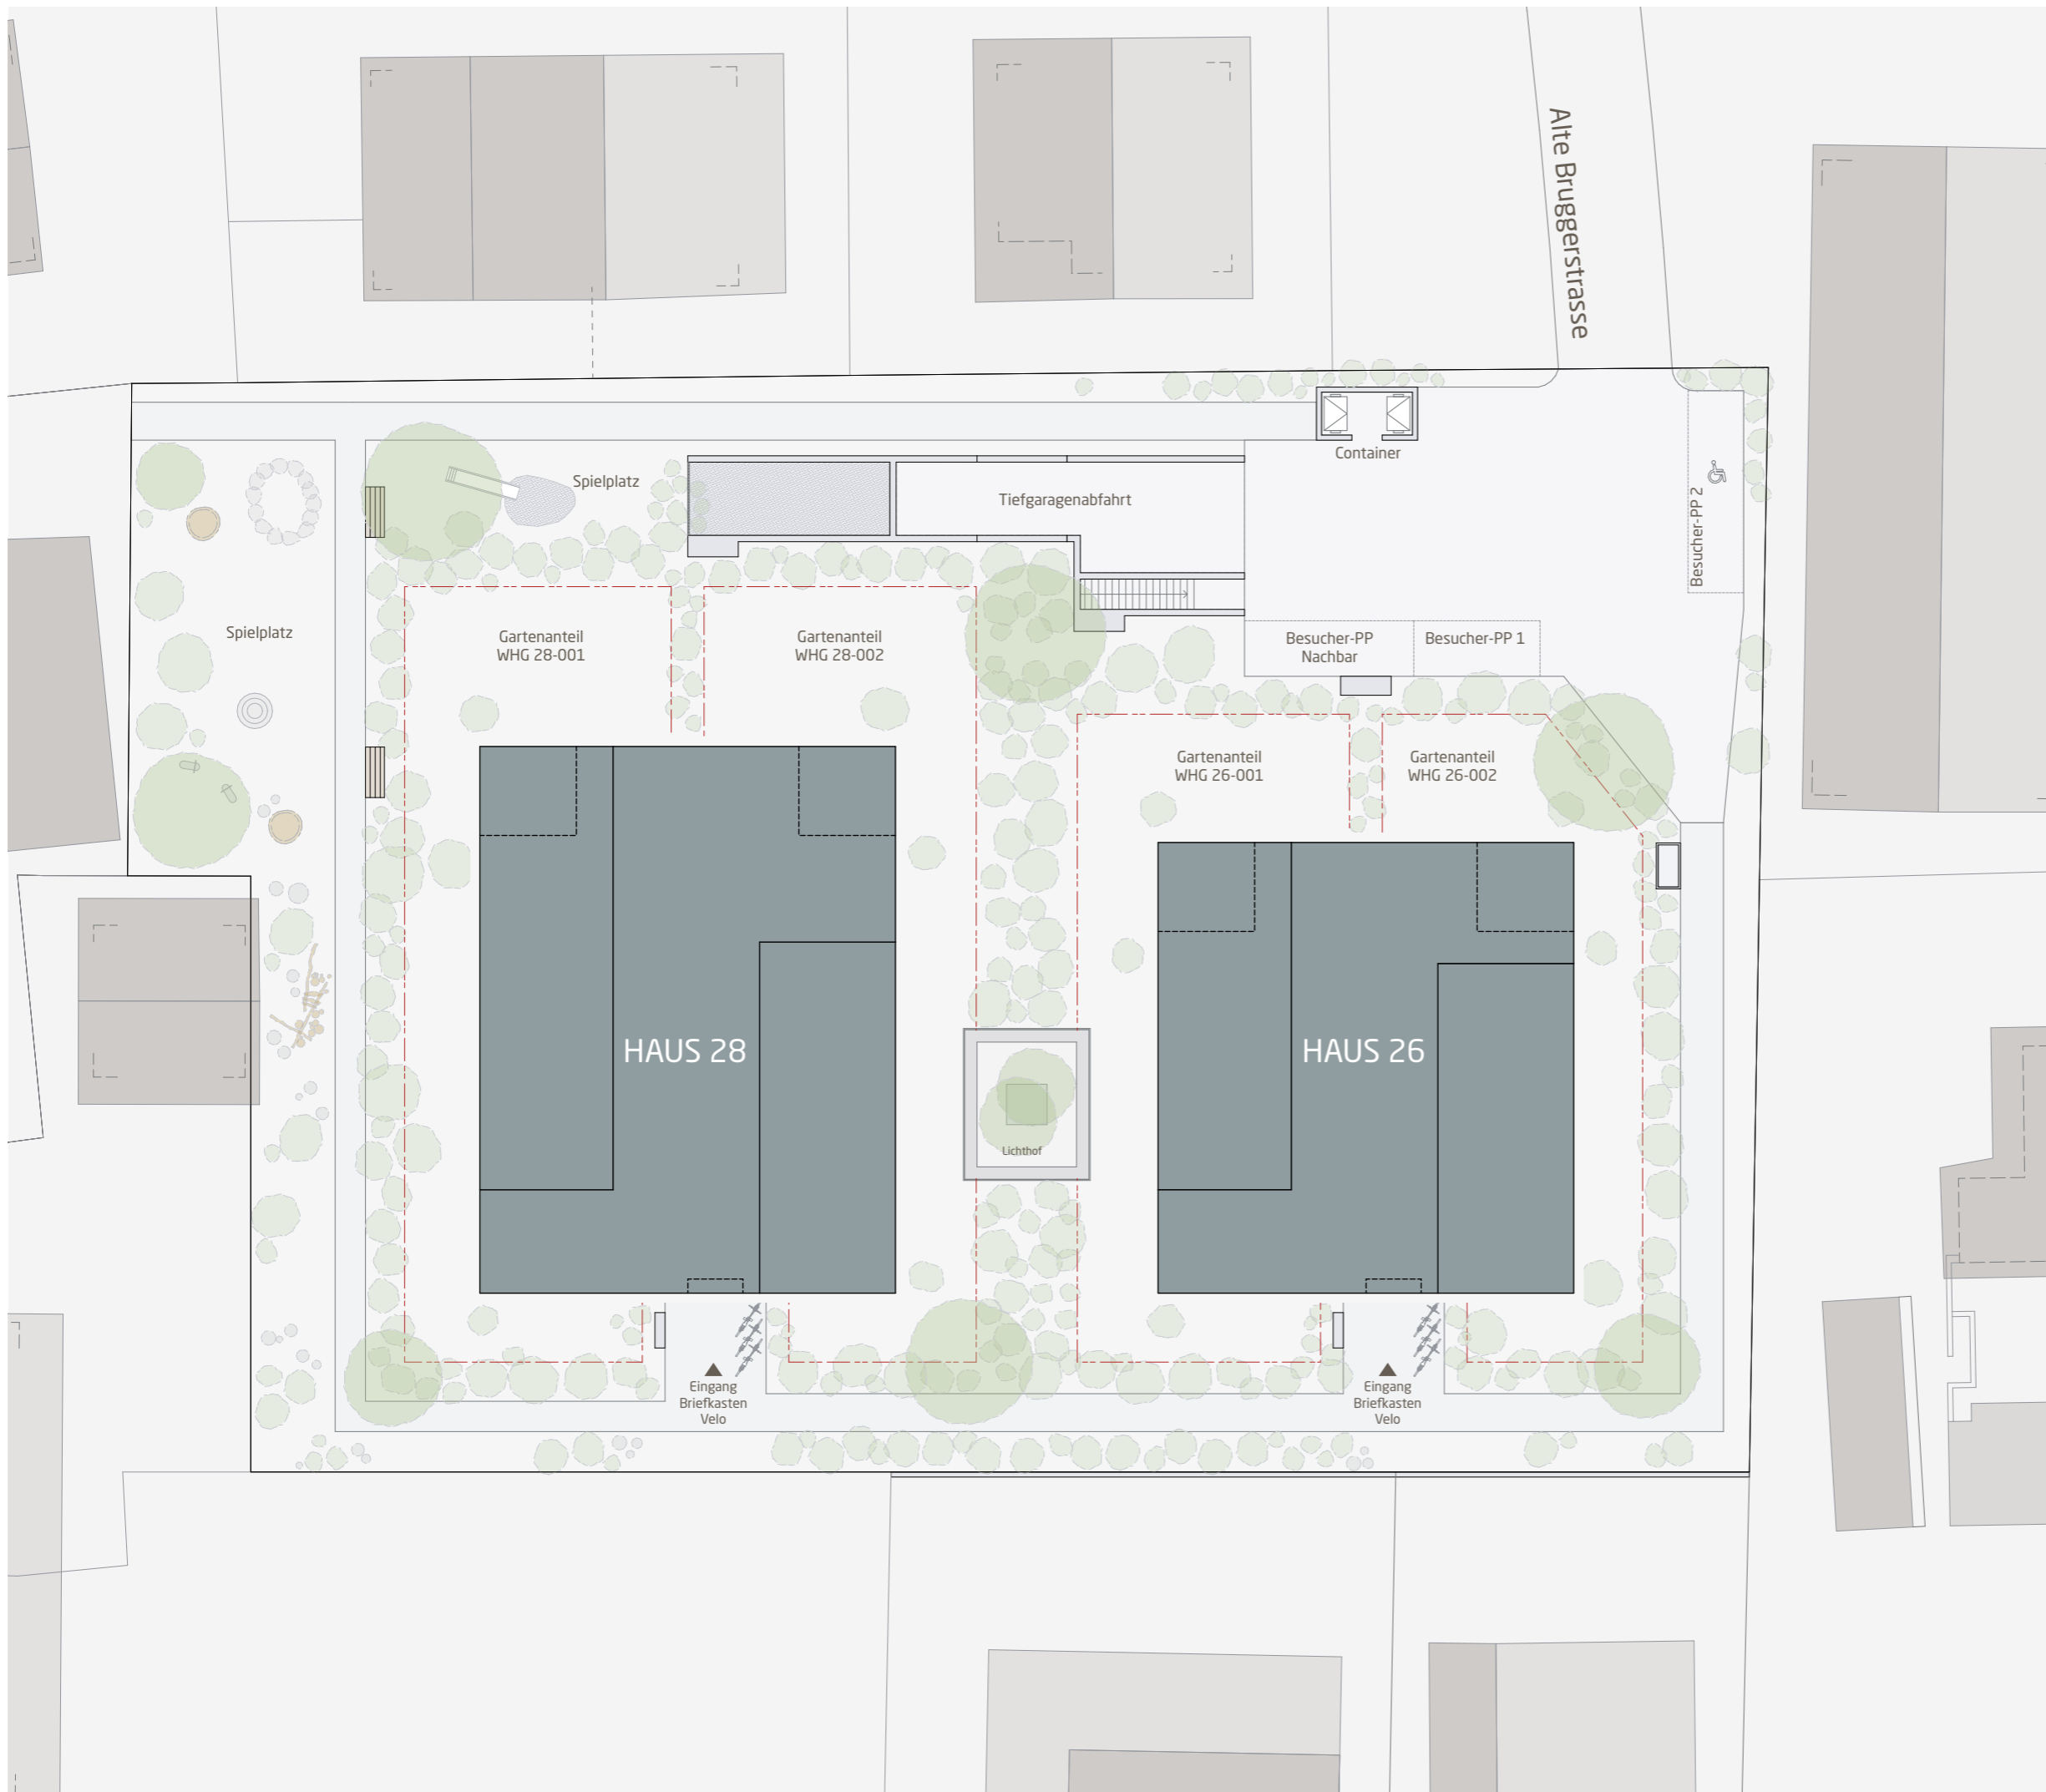 Alte Bruggerstrasse
Container
Spielplatz
Tiefgaragenabfahrt
Besucher-PP 2
Spielplatz
Gartenanteil
WHG 28-001
Gartenanteil
WHG 28-002
Besucher-PP
Nachbar
Besucher-PP 1
Gartenanteil
WHG 26-001
Gartenanteil
WHG 26-002
HAUS 28
HAUS 26
Lichthof
Eingang
Briefkasten
Velo
Eingang
Briefkasten
Velo